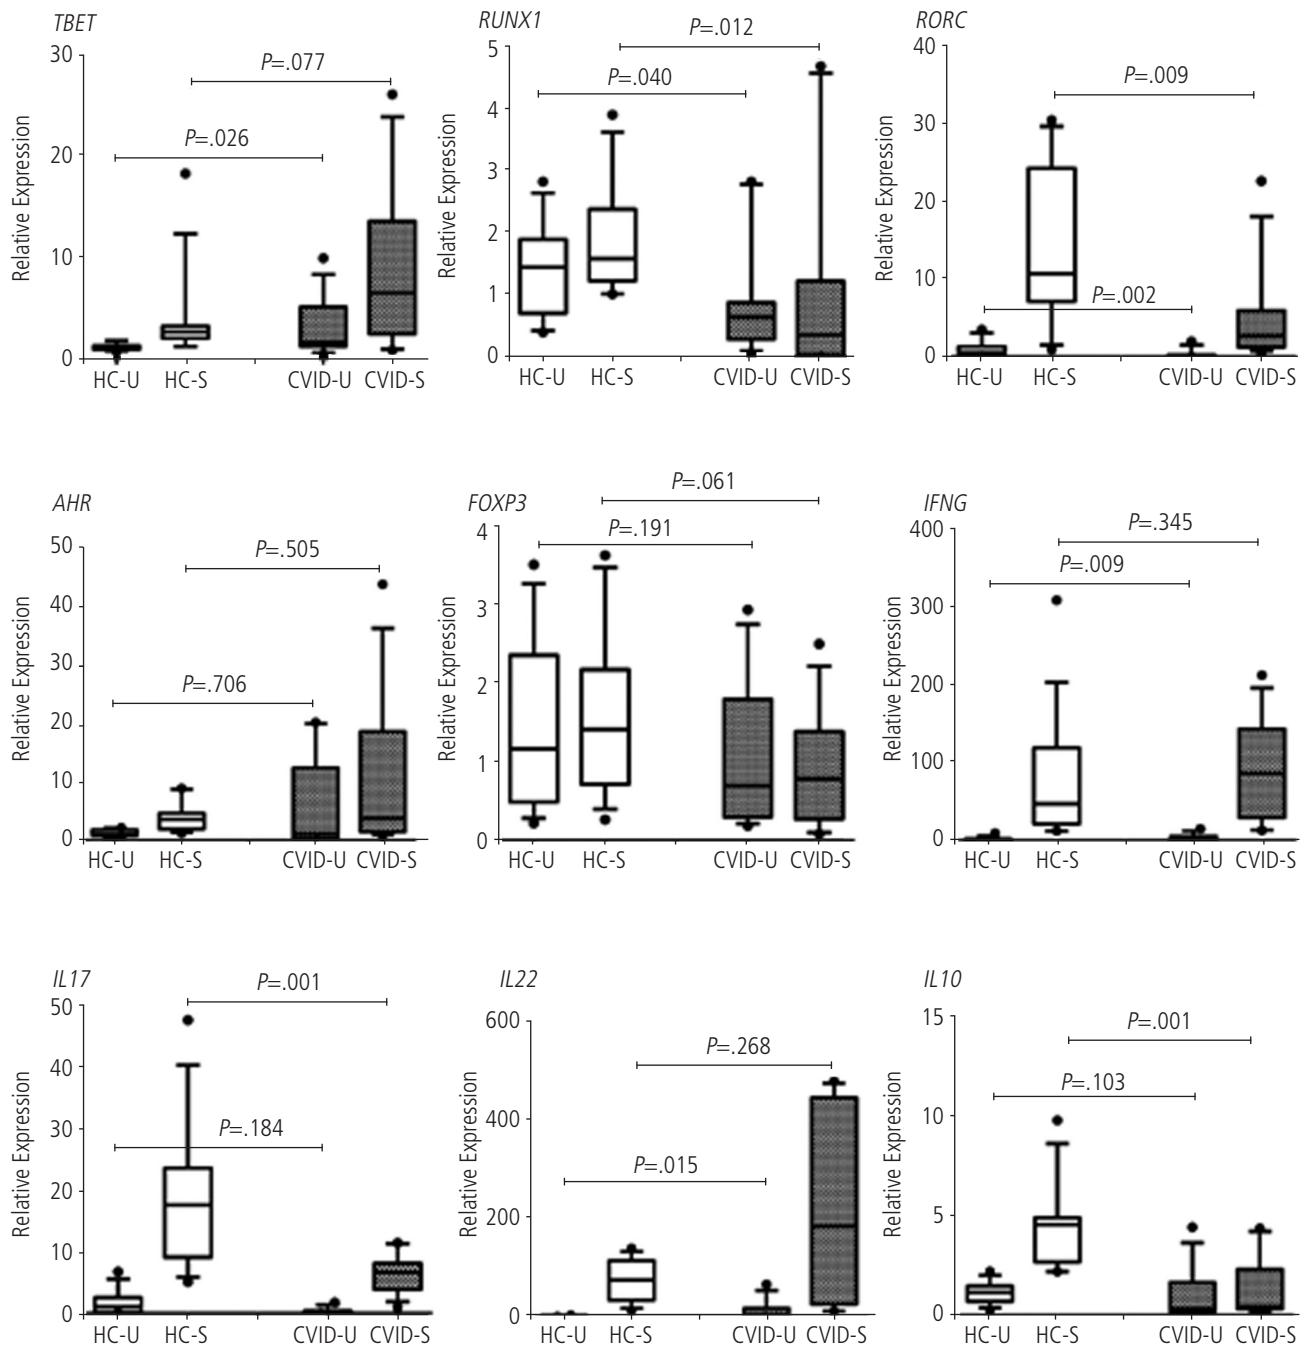 TBET
30
20
10
0
Relative Expression
P=.077
P=.026
HC-U HC-S CVID-U CVID-S
RUNX1
5
4
3
2
1
0
Relative Expression
P=.012
P=.040
HC-U HC-S CVID-U CVID-S
RORC
40
30
20
10
0
Relative Expression
P=.009
P=.002
HC-U HC-S CVID-U CVID-S
AHR
50
40
30
20
10
0
Relative Expression
P=.505
P=.706
HC-U HC-S CVID-U CVID-S
FOXP3
4
3
2
1
0
Relative Expression
P=.061
P=.191
HC-U HC-S CVID-U CVID-S
IFNG
400
300
200
100
0
Relative Expression
P=.345
P=.009
HC-U HC-S CVID-U CVID-S
IL17
50
40
30
20
10
0
Relative Expression
P=.001
P=.184
HC-U HC-S CVID-U CVID-S
IL22
600
400
200
0
Relative Expression
P=.268
P=.015
HC-U HC-S CVID-U CVID-S
IL10
15
10
5
0
Relative Expression
P=.001
P=.103
HC-U HC-S CVID-U CVID-S